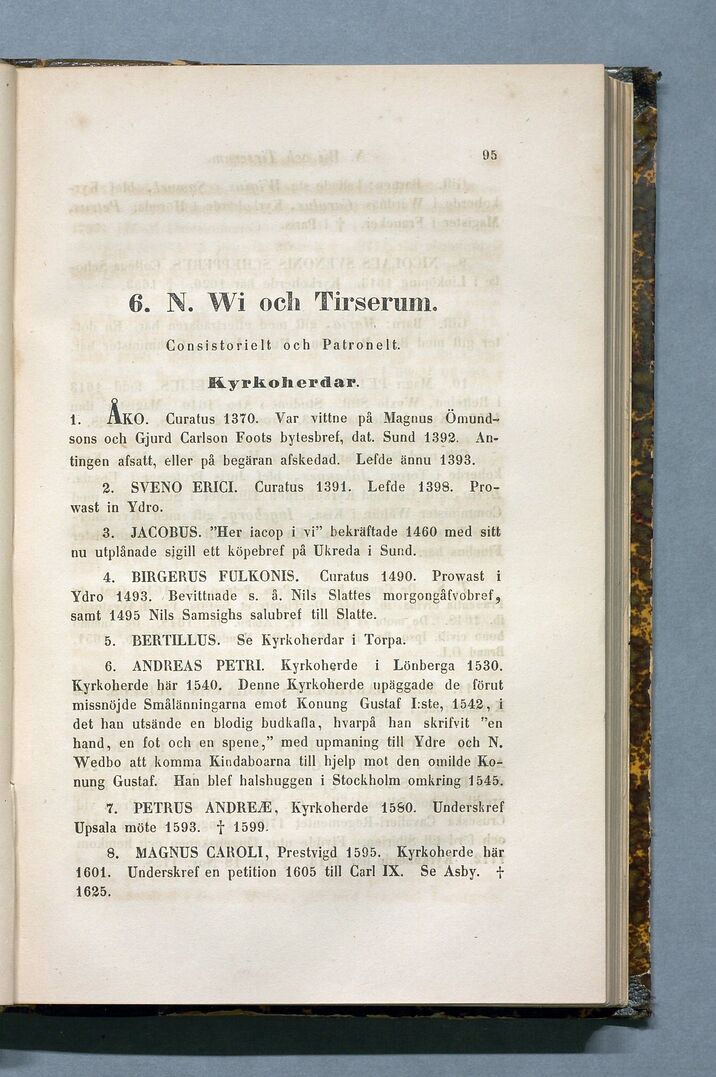 95
6. N. Wi och Tirserum.
Consistorielt och Patronelt.
Kyrkoherdar.
1. ÅKO. Curatus 1370. Var vittne på Magnus Ömund-
sons och Gjurd Carlson Foots bytesbref, dat. Sund 1392. An-
tingen afsatt, eller på begäran afskedad. Lefde ännu 1393.
2. SVENO ERICI. Curatus 1391. Lefde 1398. Pro-
wast in Ydro.
3. JACOBUS. "Her iacop i vi" bekräftade 1460 med sitt
nu utplånade sigill ett köpebref på Ukreda i Sund.
4. BIRGERUS FULKONIS. Curatus 1490. Prowast i
Ydro 1493. Bevittnade s. å. Nils Slattes morgongåfvobref,
samt 1495 Nils Samsighs salubref till Slatte.
5. BERTILLUS. Se Kyrkoherdar i Torpa.
6. ANDREAS PETRI. Kyrkoherde i Lönberga 1530.
Kyrkoherde här 1540. Denne Kyrkoherde upäggade de förut
missnöjde Smålänningarna emot Konung Gustaf I:ste, 1542, i
det han utsände en blodig budkafla, hvarpå han skrifvit "en
hand, en fot och en spene," med upmaning till Ydre och N.
Wedbo att komma Kindaboarna till hjelp mot den omilde Ko-
nung Gustaf. Han blef halshuggen i Stockholm omkring 1545.
7. PETRUS ANDREÆ, Kyrkoherde 1580. Underskref
Upsala möte 1593. † 1599.
8. MAGNUS CAROLI, Prestvigd 1595. Kyrkoherde här
1601. Underskref en petition 1605 till Carl IX. Se Asby. †
1625.